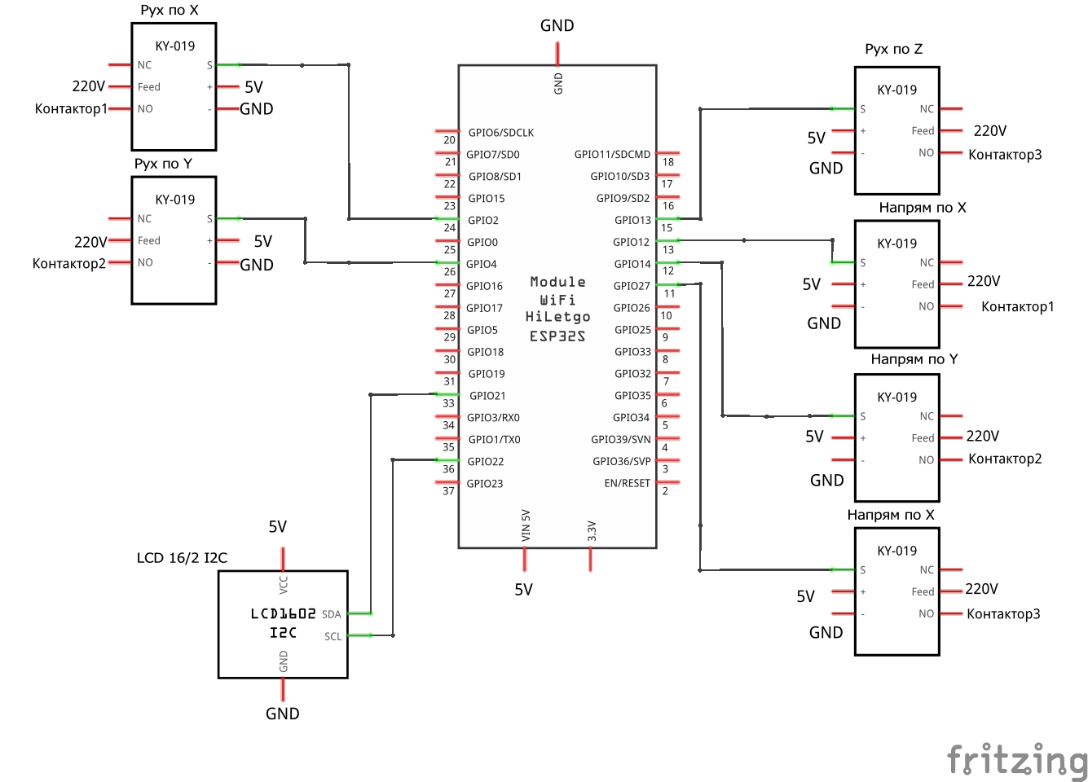 Рух по X
KY-019
NC
Feed
NO
S
+
-
220V
Контактор1
5V
GND
Рух по Y
KY-019
NC
Feed
NO
S
+
-
220V
Контактор2
5V
GND
GND
GND
GPIO6/SDCLK
20
GPIO7/SD0
21
GPIO8/SD1
22
GPIO15
23
GPIO2
24
GPIO0
25
GPIO4
26
GPIO16
27
GPIO17
28
GPIO5
29
GPIO18
30
GPIO19
31
GPIO21
33
GPIO3/RX0
34
GPIO1/TX0
35
GPIO22
36
GPIO23
37
Module
WiFi
HiLetgo
ESP32S
GPIO11/SDCMD
18
GPIO10/SD3
17
GPIO9/SD2
16
GPIO13
15
GPIO12
13
GPIO14
12
GPIO27
11
GPIO26
10
GPIO25
9
GPIO33
8
GPIO32
7
GPIO35
6
GPIO34
5
GPIO39/SVN
4
GPIO36/SVP
3
EN/RESET
2
VIN 5V
3.3V
5V
Рух по Z
KY-019
S
+
-
NC
Feed
NO
5V
GND
220V
Контактор3
Напрям по X
KY-019
S
+
-
NC
Feed
NO
5V
GND
220V
Контактор1
Напрям по Y
KY-019
S
+
-
NC
Feed
NO
5V
GND
220V
Контактор2
Напрям по X
KY-019
S
+
-
NC
Feed
NO
5V
GND
220V
Контактор3
5V
LCD 16/2 I2C
VCC
LCD1602
I2C
SDA
SCL
GND
GND
fritzing